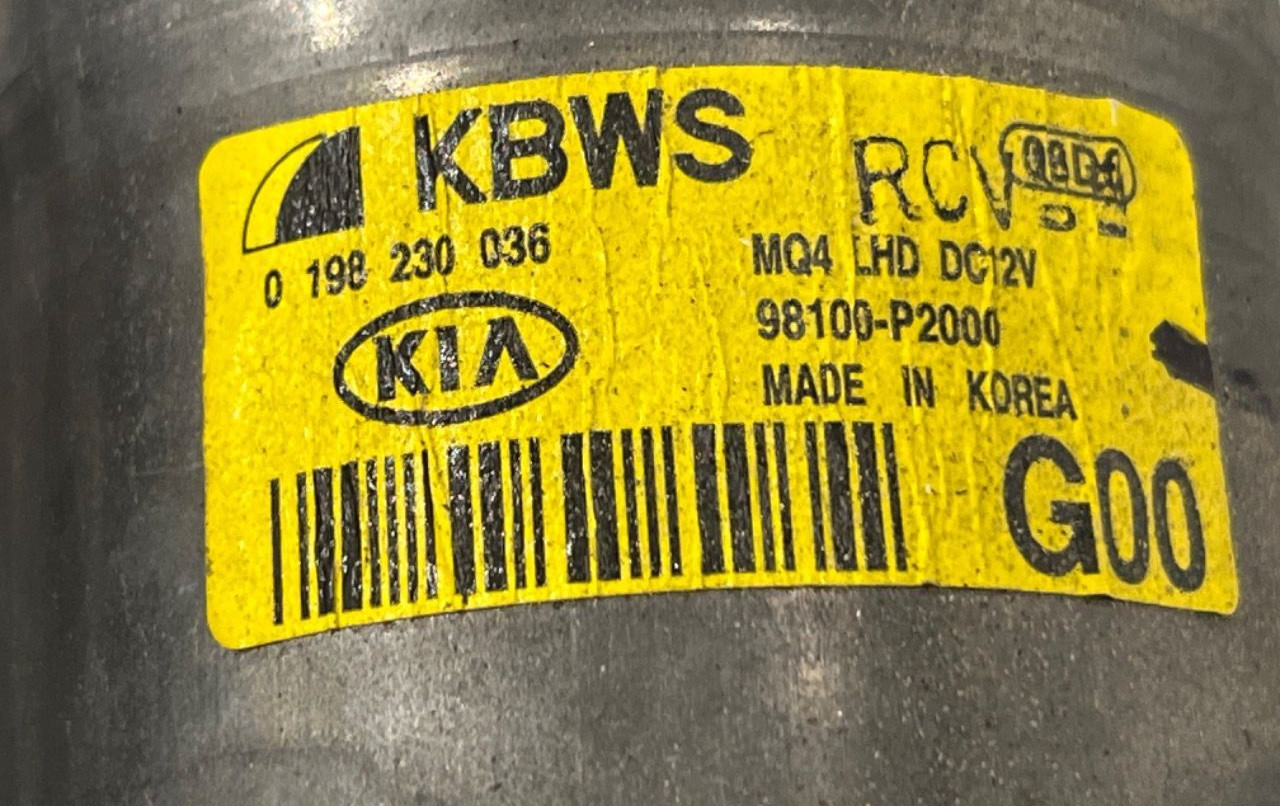 KBWS
RCV
0 198 230 036
MQ4 LHD DC12V
KIA
98100-P2000
MADE IN KOREA
G00